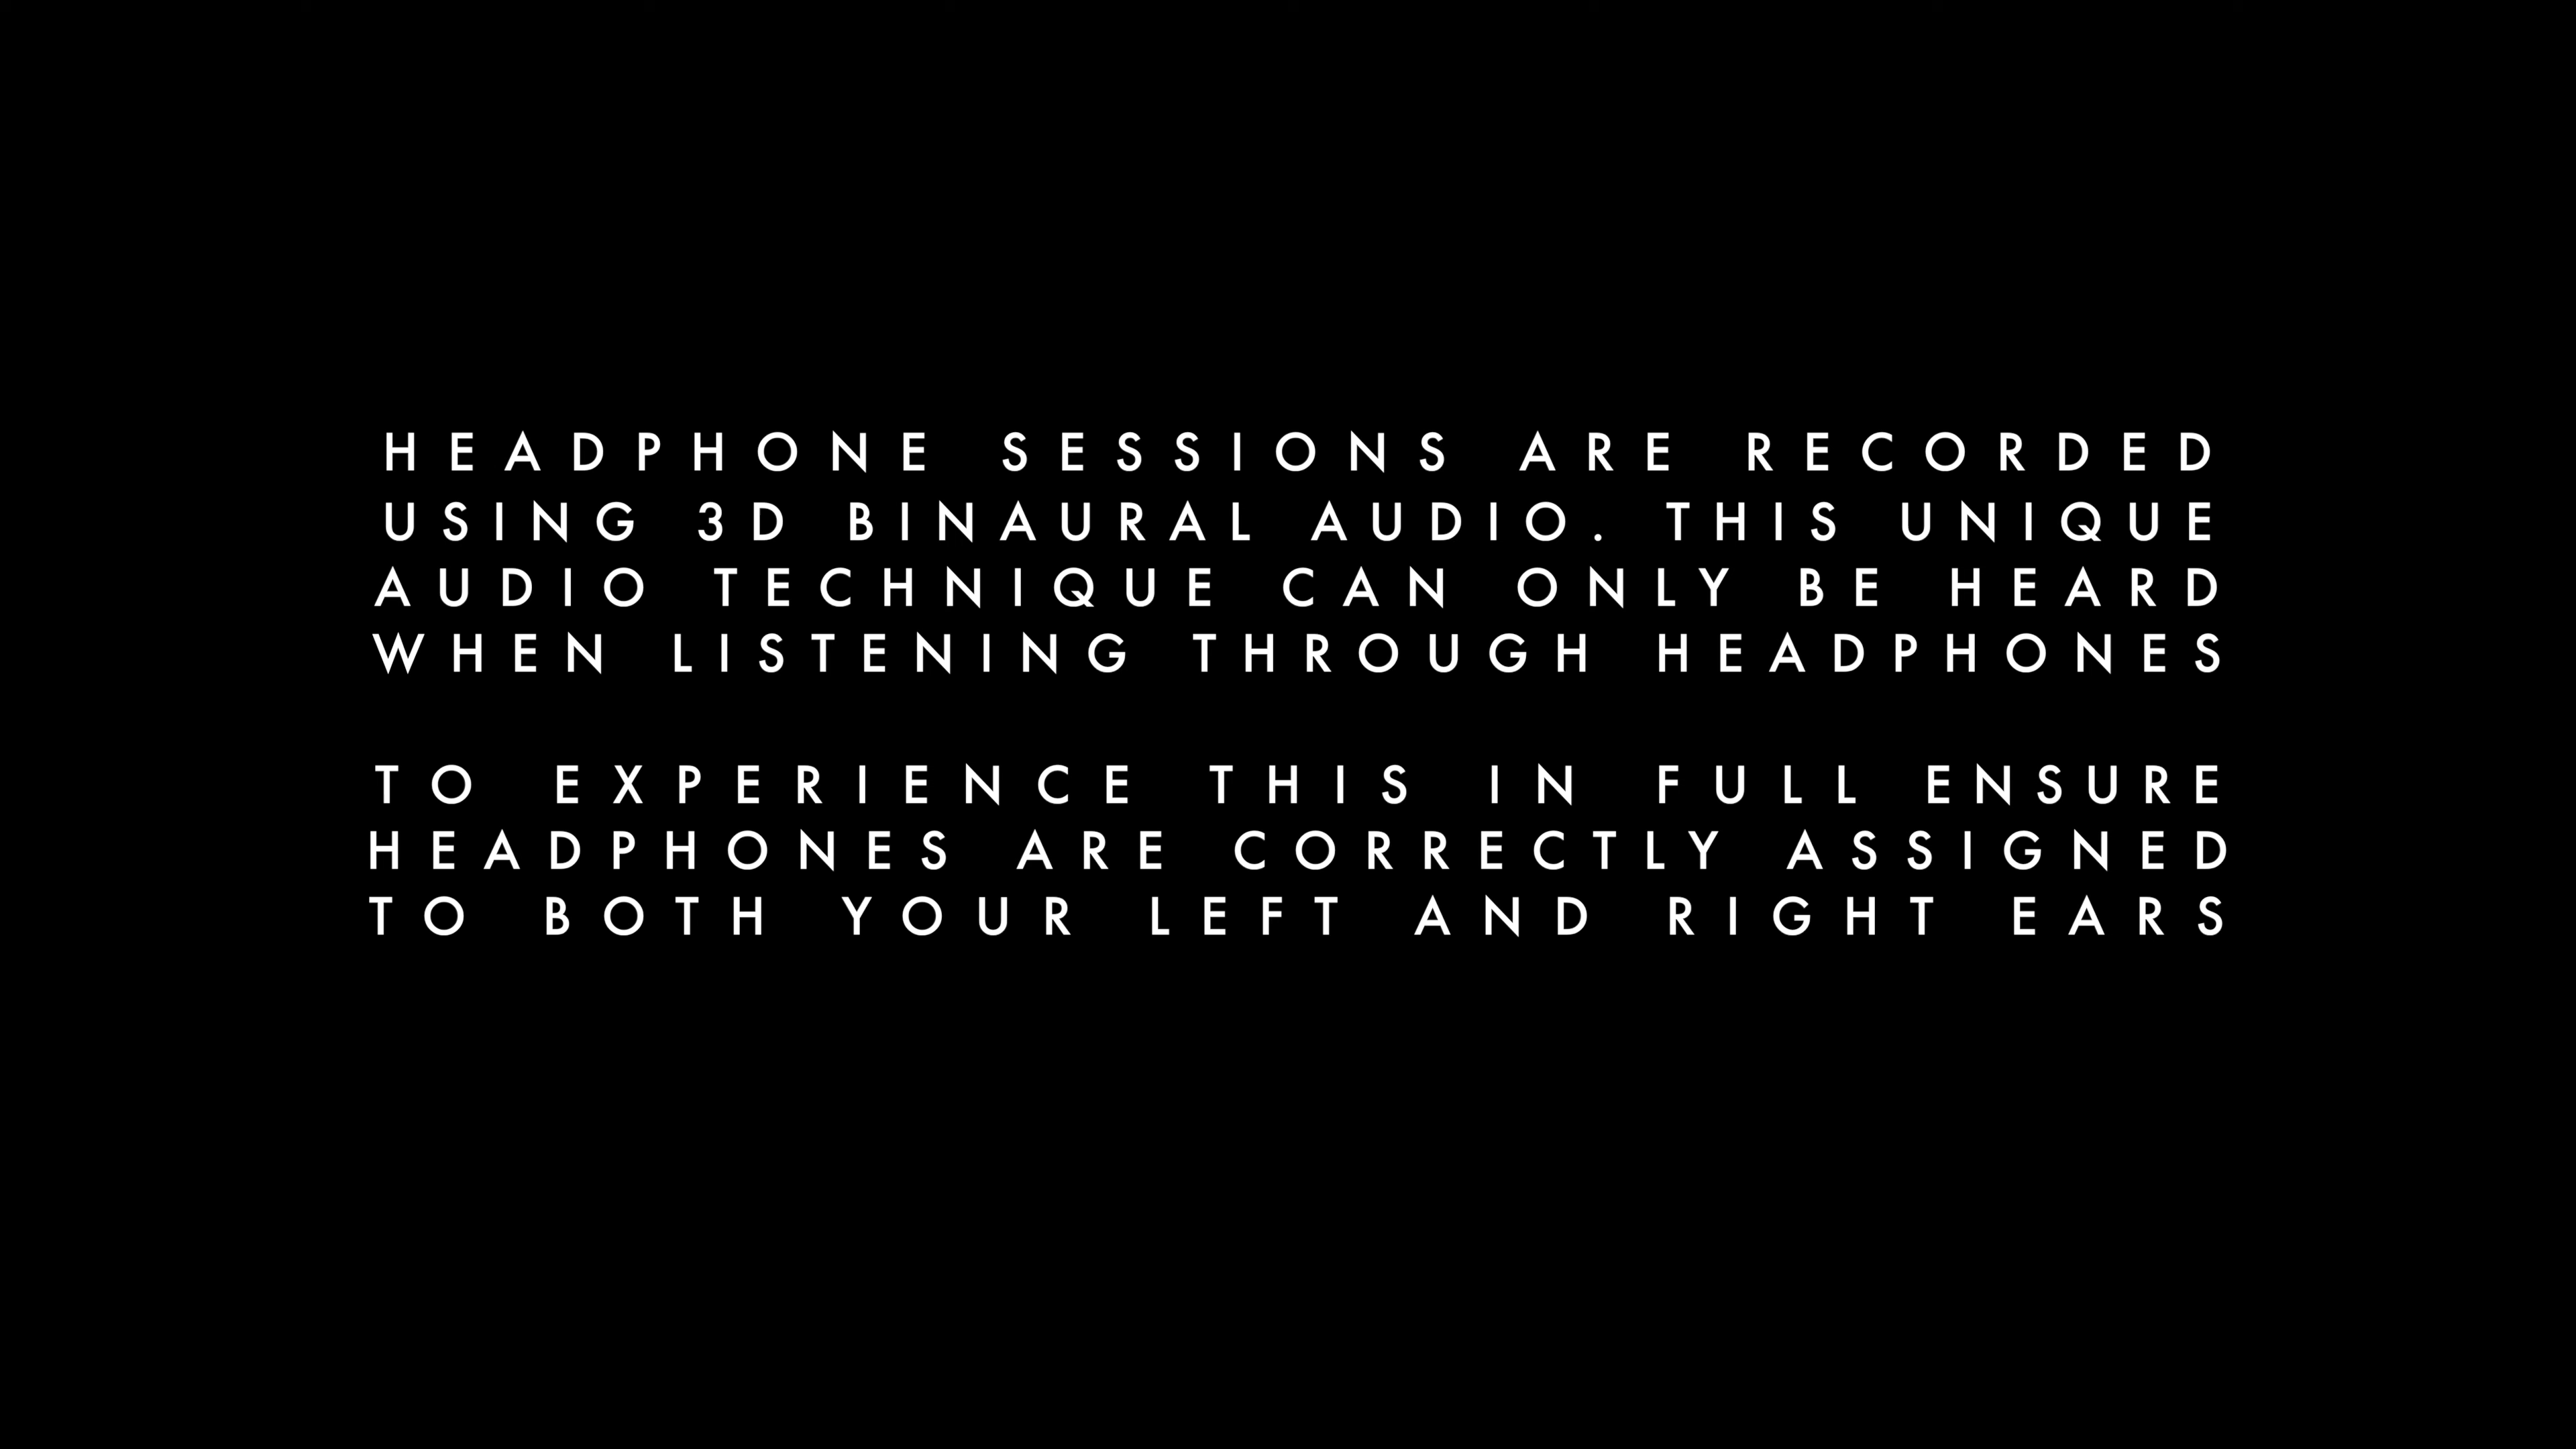 HEADPHONE SESSIONS ARE RECORDED
USING 3D BINAURAL AUDIO. THIS UNIQUE
AUDIO TECHNIQUE CAN ONLY BE HEARD
WHEN LISTENING THROUGH HEADPHONES
TO EXPERIENCE THIS IN FULL ENSURE
HEADPHONES ARE CORRECTLY ASSIGNED
TO BOTH YOUR LEFT AND RIGHT EARS